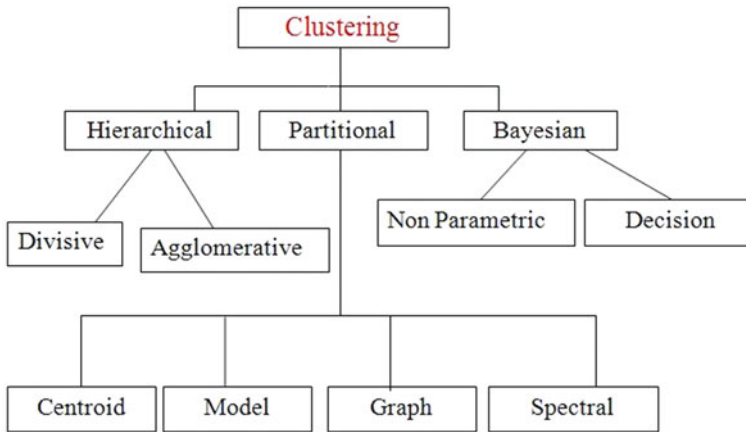 Clustering
Hierarchical
Partitional
Bayesian
Divisive
Agglomerative
Non Parametric
Decision
Centroid
Model
Graph
Spectral